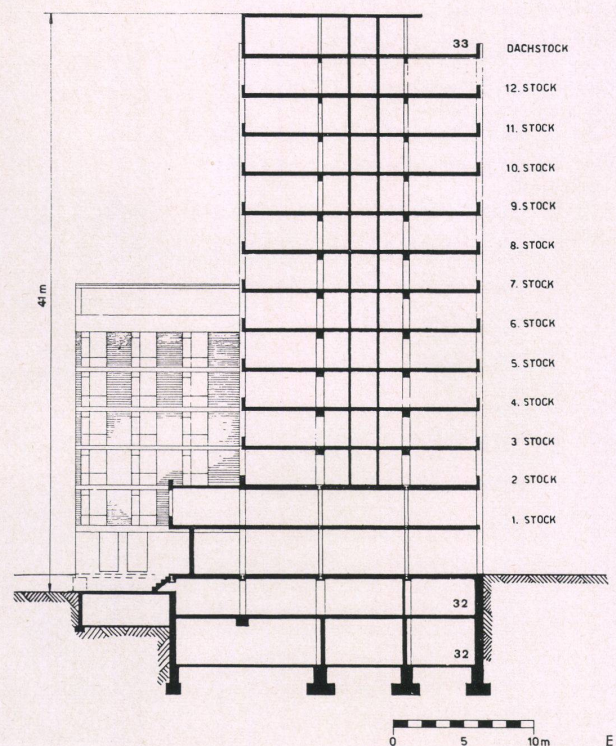 33 DACHSTOCK
12. STOCK
11. STOCK
10. STOCK
9. STOCK
8. STOCK
41m
7. STOCK
6. STOCK
5. STOCK
4. STOCK
3 STOCK
2 STOCK
1. STOCK
32
32
0 5 10m E